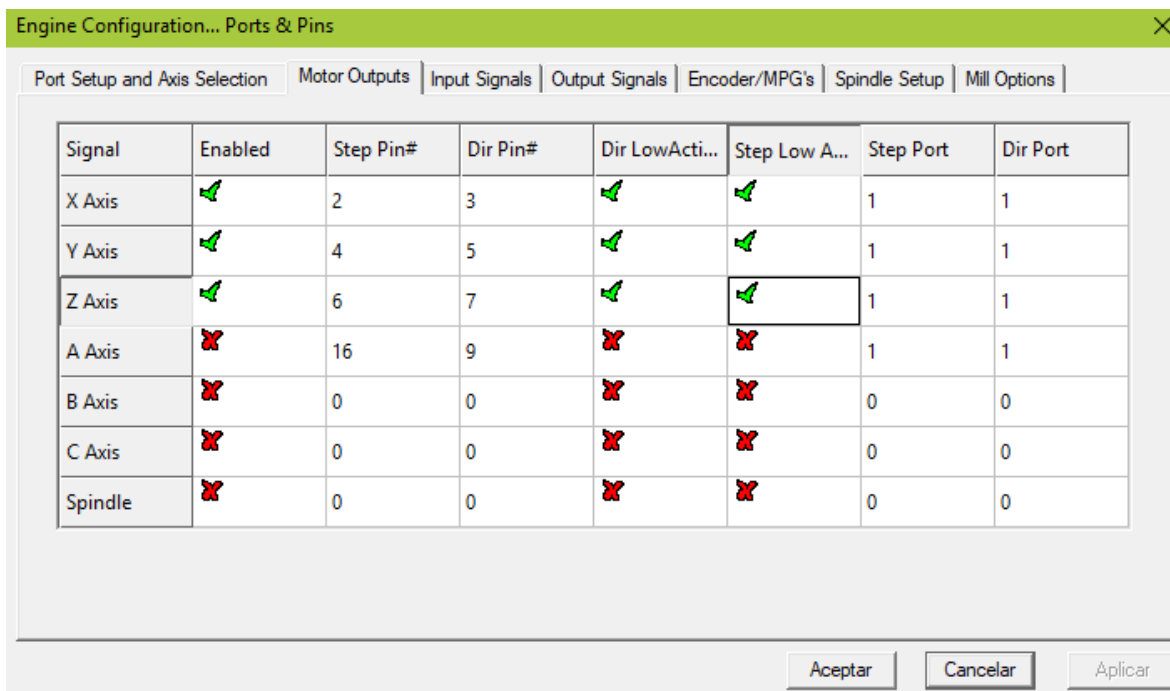 Engine Configuration... Ports & Pins
Port Setup and Axis Selection Motor Outputs Input Signals Output Signals Encoder/MPG's Spindle Setup Mill Options
Signal Enabled Step Pin# Dir Pin# Dir LowActi... Step Low A... Step Port Dir Port
X Axis 2 3 1 1
Y Axis 4 5 1 1
Z Axis 6 7 1 1
A Axis 16 9 1 1
B Axis 0 0 0 0
C Axis 0 0 0 0
Spindle 0 0 0 0
Aceptar Cancelar Aplicar